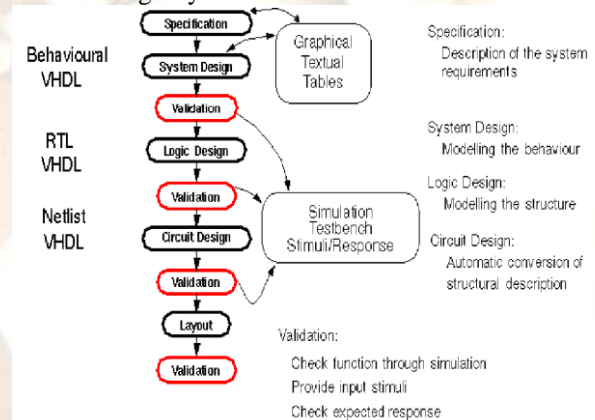 Specification
Graphical
Textual
Tables
Behavioural
VHDL
System Design
Validation
RTL
VHDL
Logic Design
Validation
Netlist
VHDL
Simulation
Testbench
Stimuli/Response
Circuit Design
Validation
Layout
Validation
Specification:
Description of the system
requirements
System Design:
Modelling the behaviour
Logic Design:
Modelling the structure
Circuit Design:
Automatic conversion of
structural description
Validation:
Check function through simulation
Provide input stimuli
Check expected response